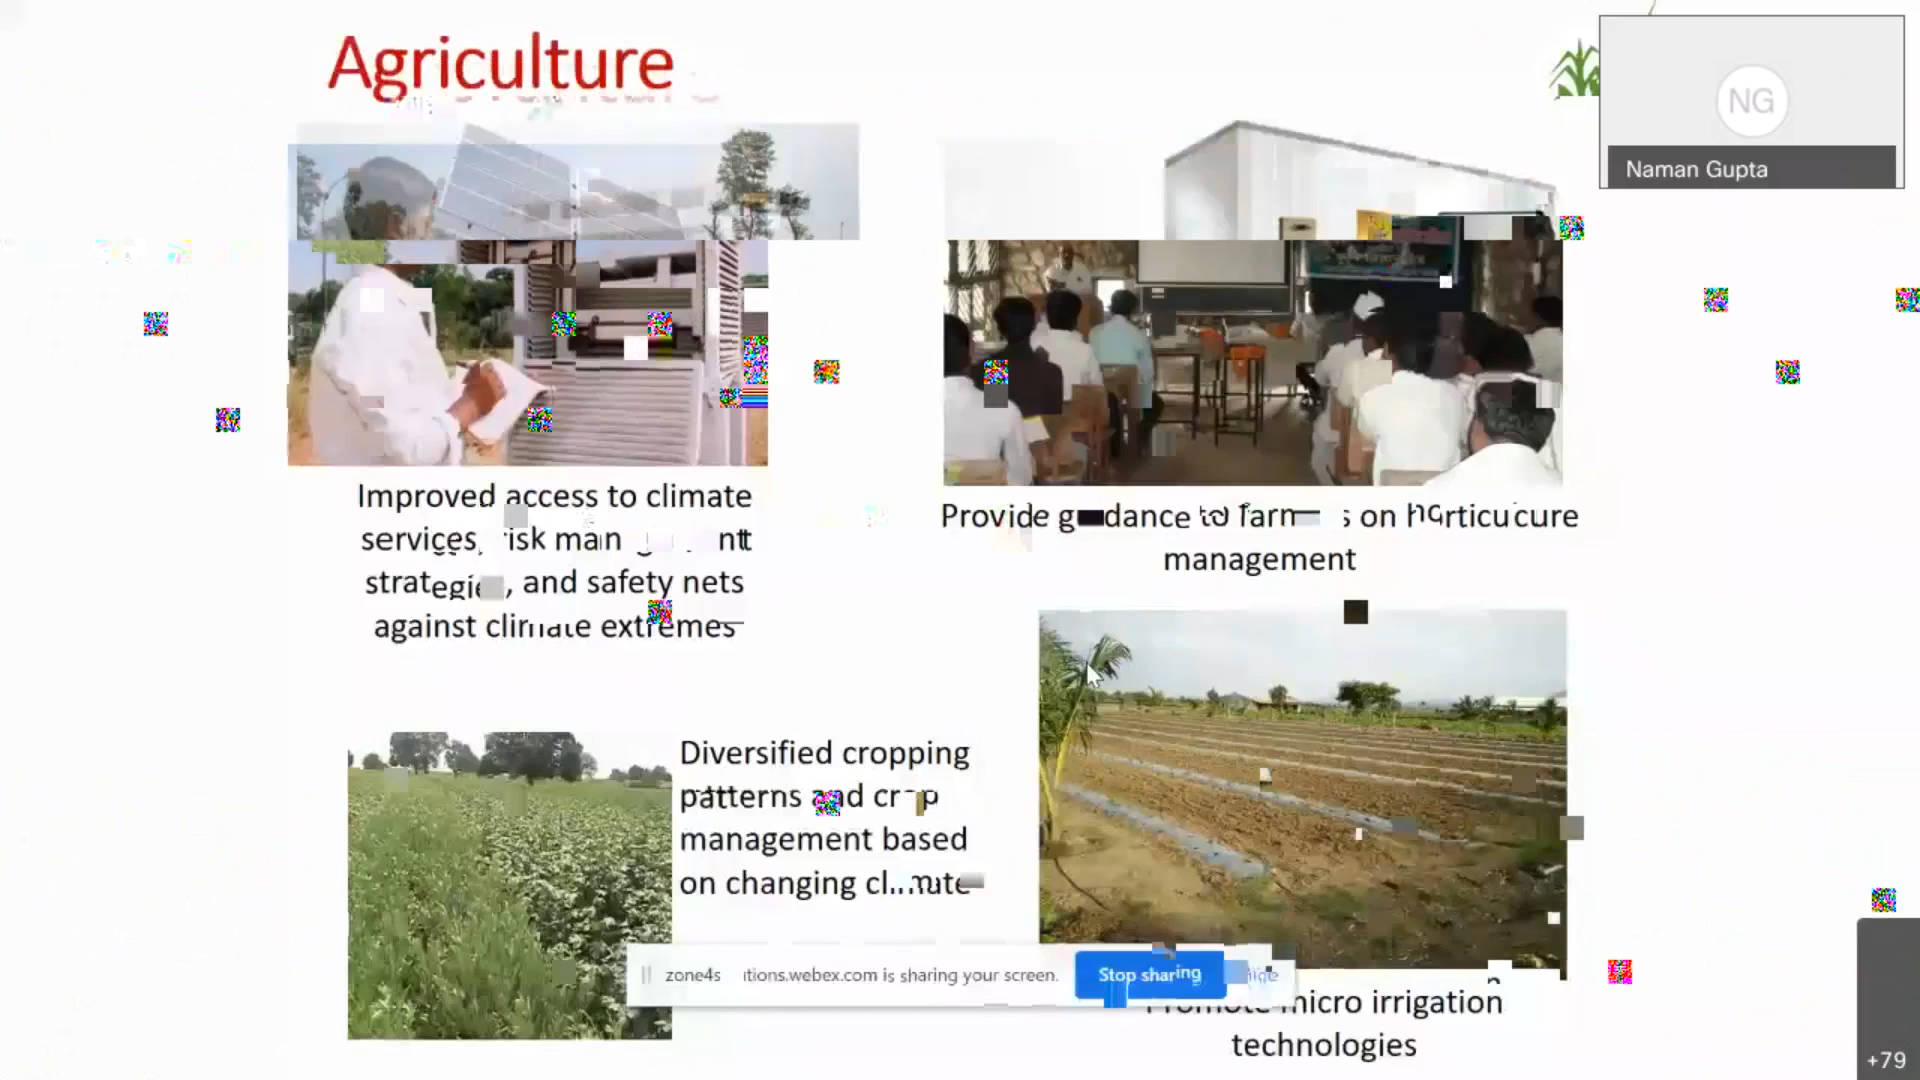 Agriculture
NG
Naman Gupta
Improved access to climate
services, risk management
strategies, and safety nets
against climate extremes
Provide guidance to farmers on horticulture
management
Diversified cropping
patterns and crop
management based
on changing climate
zone4s itions.webex.com is sharing your screen. Stop sharing Hide
Promote micro irrigation
technologies
+79